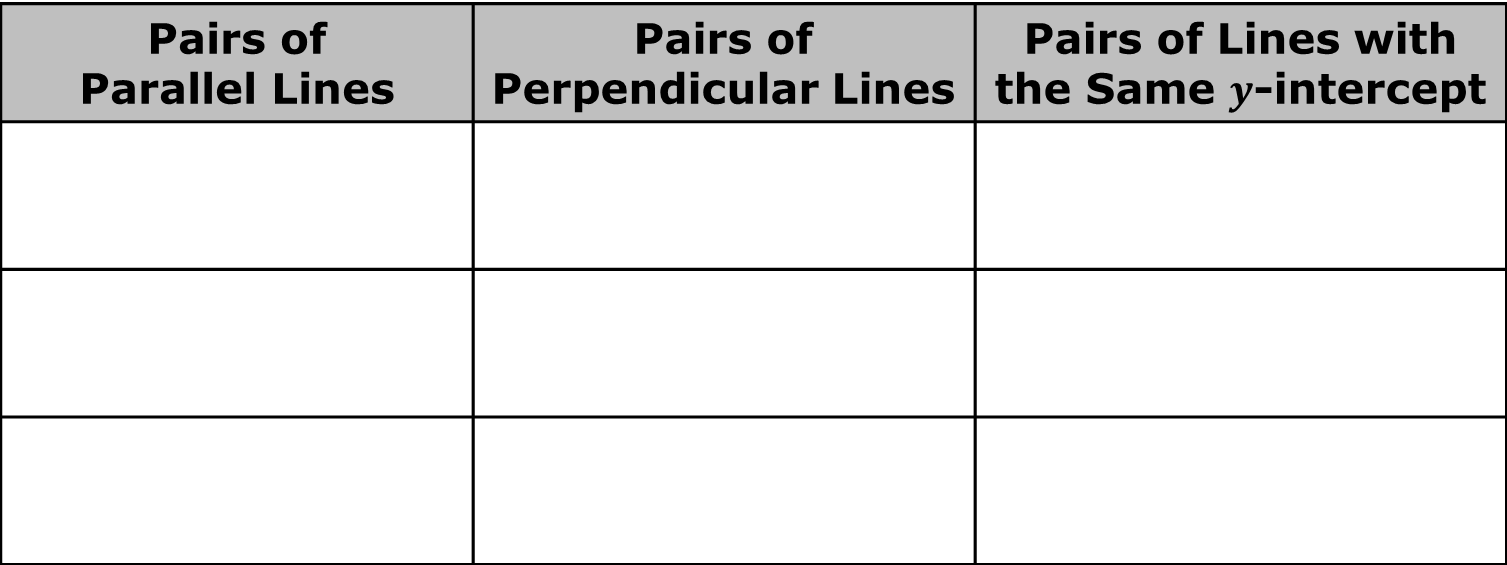 Pairs of
Parallel Lines
Pairs of
Perpendicular Lines
Pairs of Lines with
the Same y-intercept